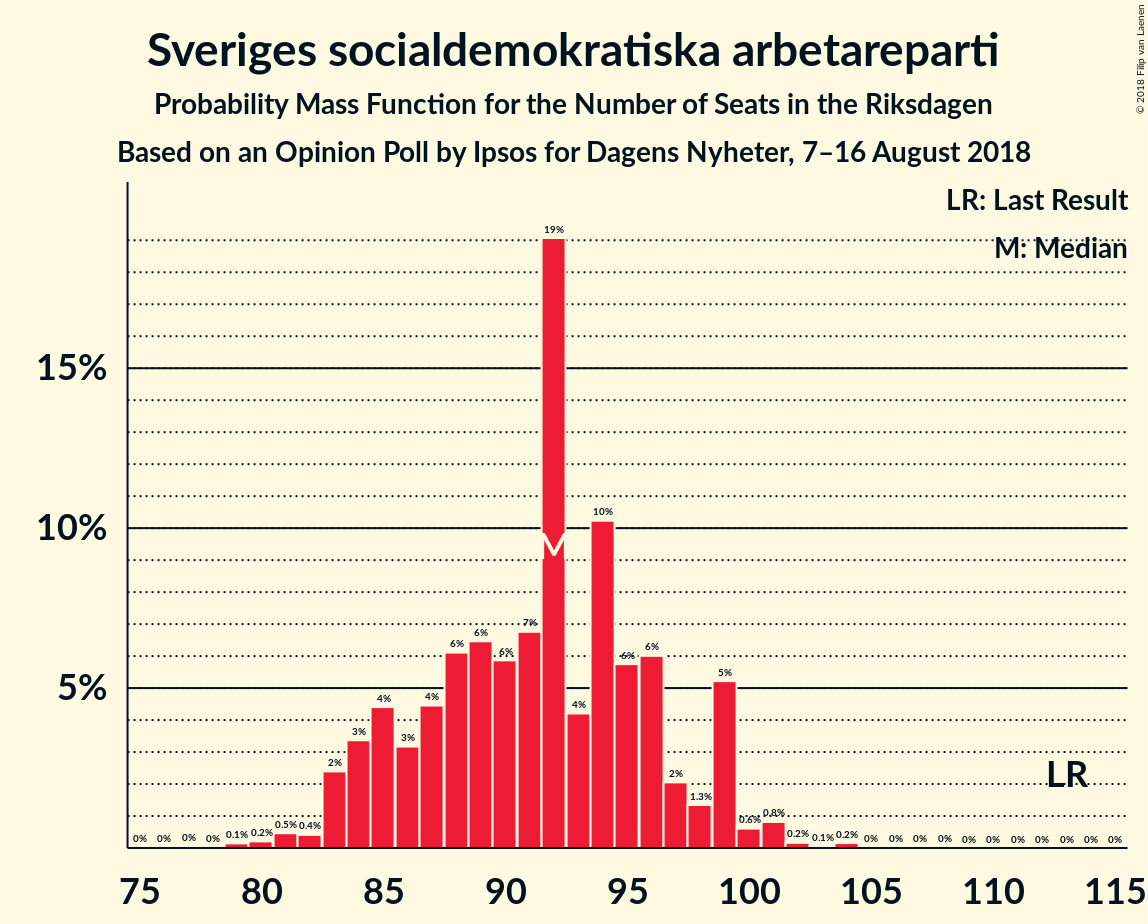 Sveriges socialdemokratiska arbetareparti
Probability Mass Function for the Number of Seats in the Riksdagen
Based on an Opinion Poll by Ipsos for Dagens Nyheter, 7–16 August 2018
© 2018 Filip van Laenen
LR: Last Result
M: Median
15%
10%
5%
0% 0% 0% 0% 0.1% 0.2% 0.5% 0.4% 2% 3% 4% 3% 4% 6% 6% 6% 7% 19% 4% 10% 6% 6% 2% 1.3% 5% 0.6% 0.8% 0.2% 0.1% 0.2% 0% 0% 0% 0% 0% 0% 0% 0% 0% 0% 0%
M
LR
75 80 85 90 95 100 105 110 115